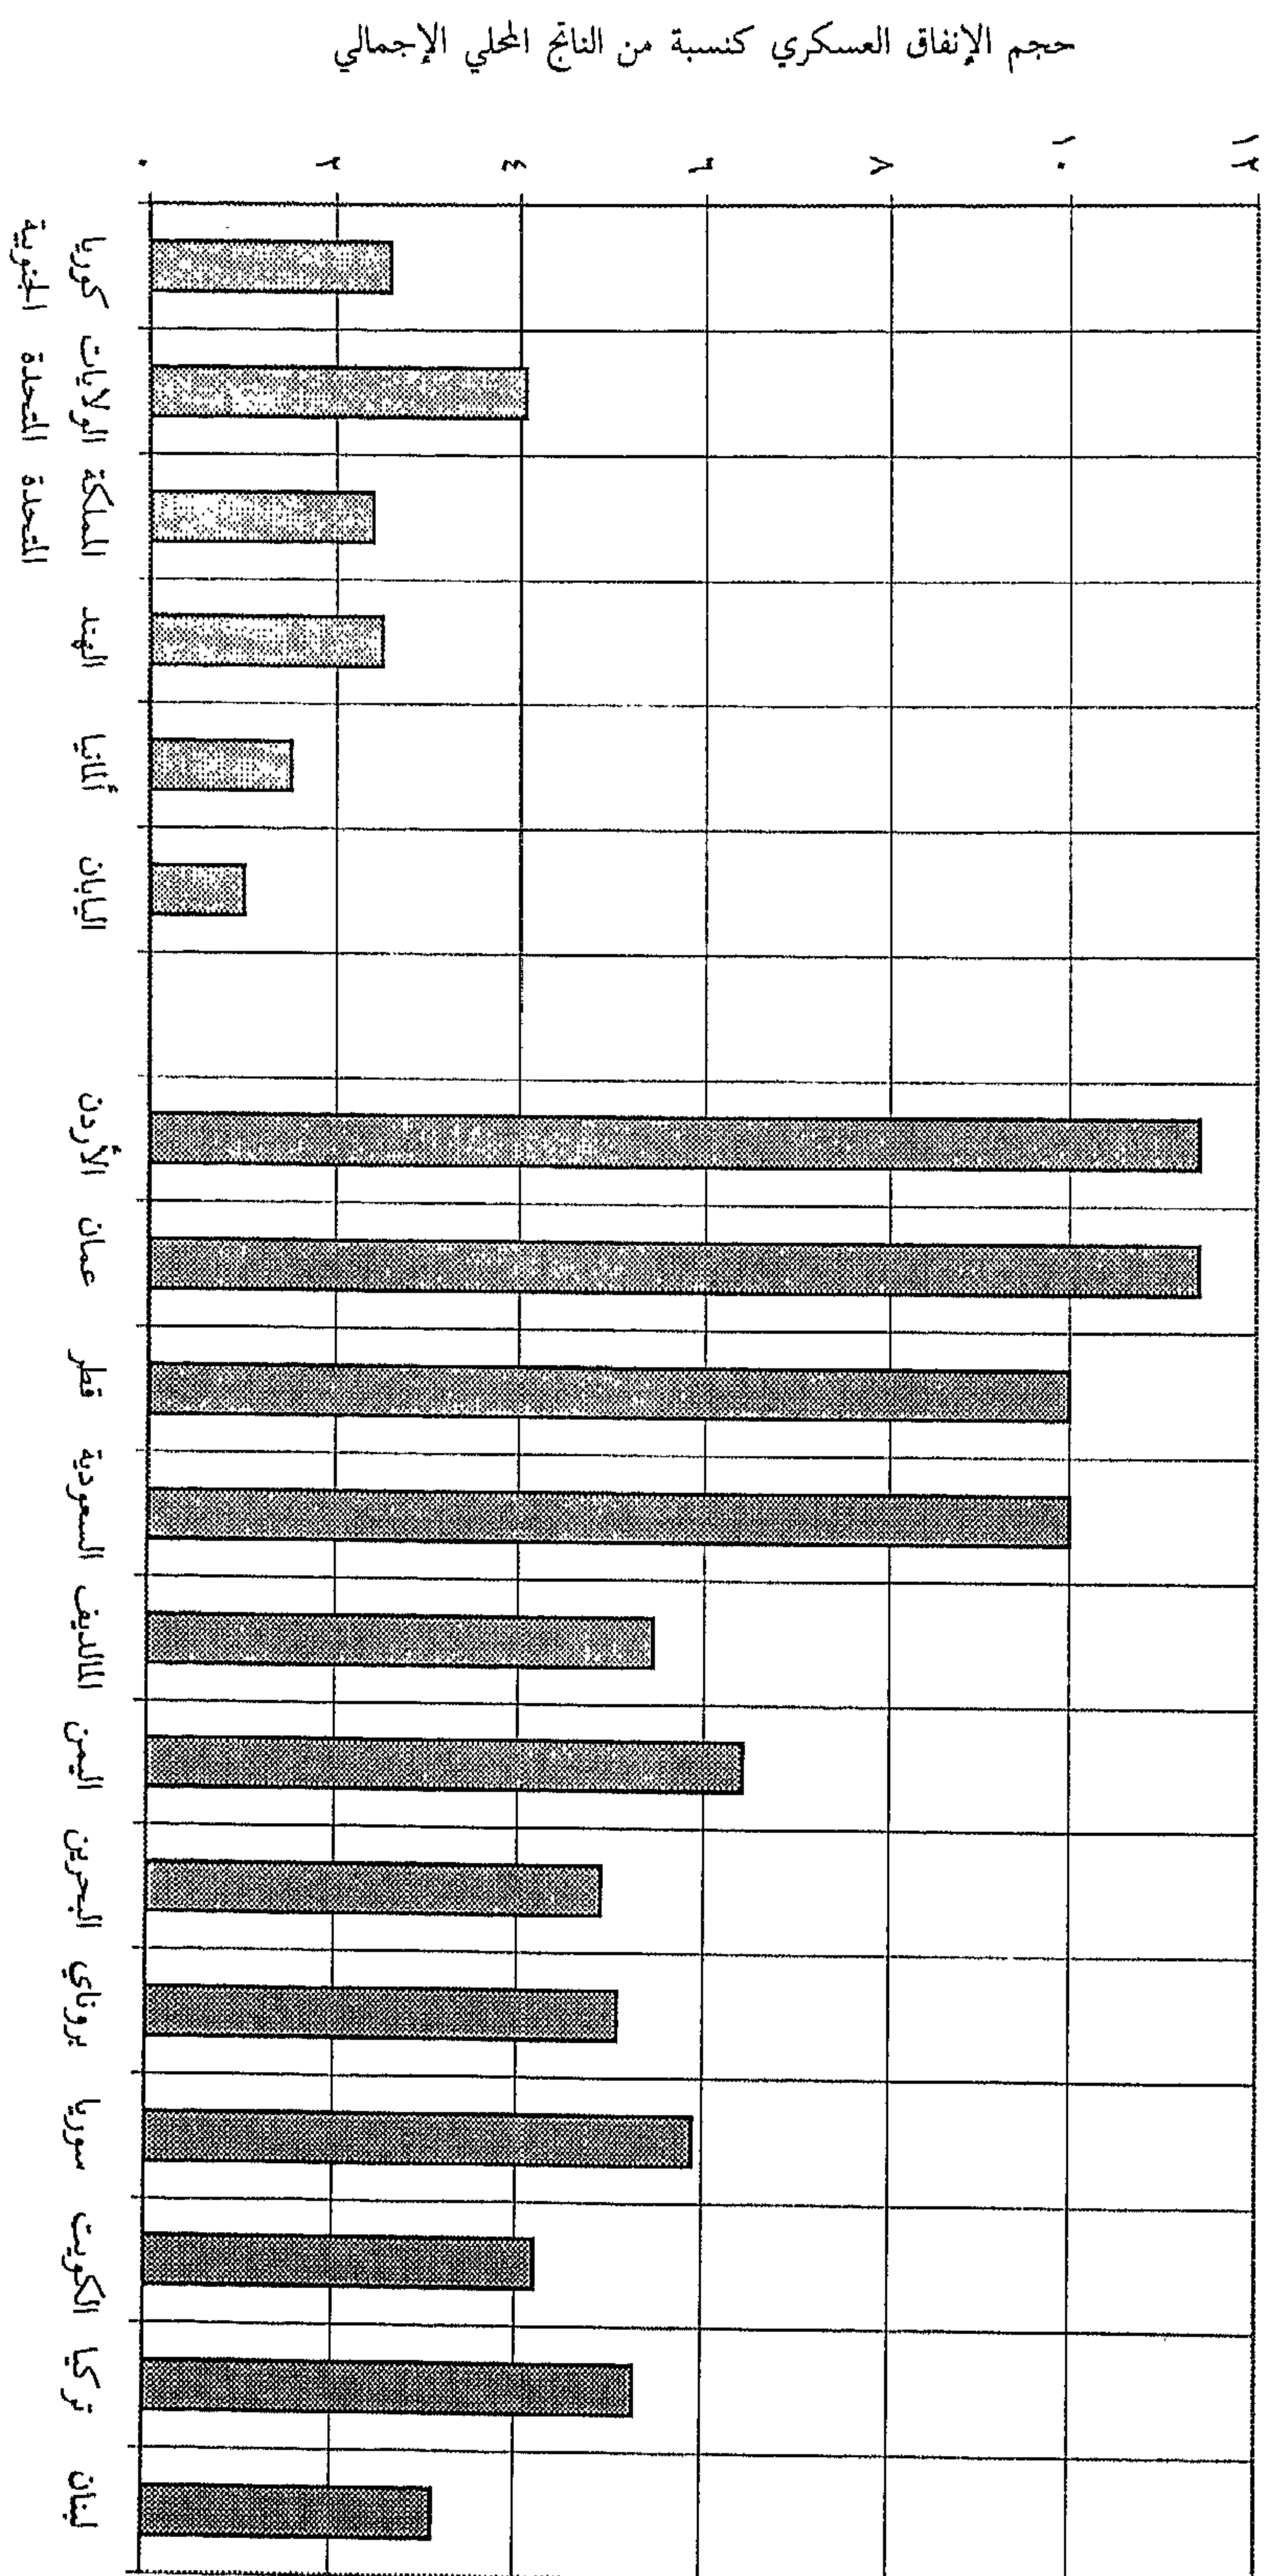 حجم الإنفاق العسكري كنسبة من الناتج المحلي الإجمالي
٠
٢
٤
٦
٨
١٠
١٢
كوريا الجنوبية
الولايات المتحدة
المملكة المتحدة
الهند
ألمانيا
اليابان
الأردن
عمان
قطر
السعودية
المالديف
اليمن
البحرين
بروناي
سوريا
الكويت
تركيا
لبنان